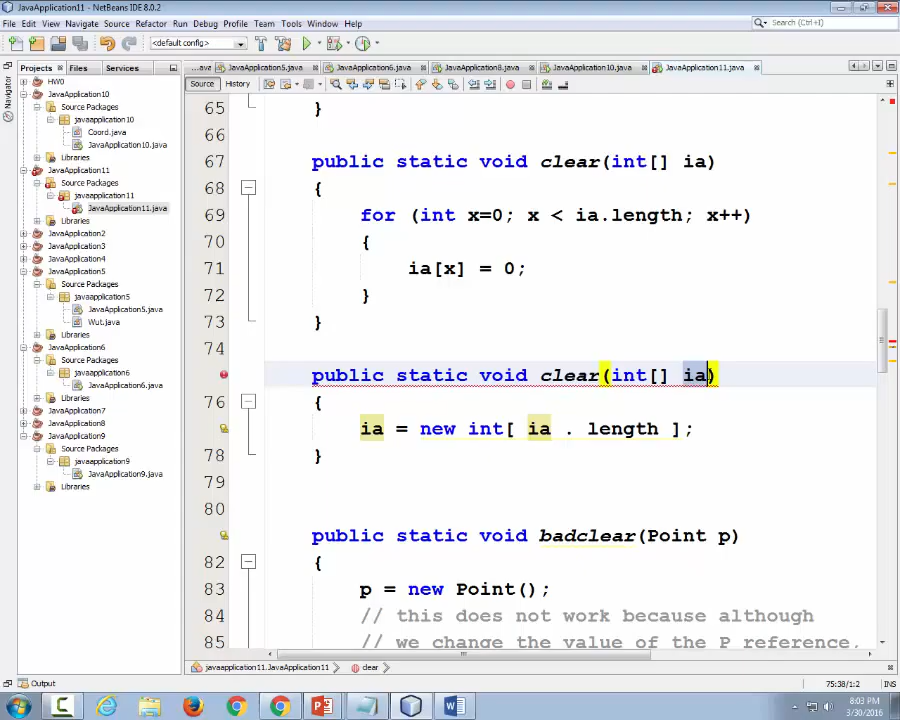 JavaApplication11 - NetBeans IDE 8.0.2
File Edit View Navigate Source Refactor Run Debug Profile Team Tools Window Help
Search (Ctrl+I)
<default config>
Projects Files Services
...ava JavaApplication5.java JavaApplication6.java JavaApplication8.java JavaApplication10.java JavaApplication11.java
Source History
Navigator
HW0
JavaApplication10
Source Packages
javaapplication10
Coord.java
JavaApplication10.java
Libraries
JavaApplication11
Source Packages
javaapplication11
JavaApplication11.java
Libraries
JavaApplication2
JavaApplication3
JavaApplication4
JavaApplication5
Source Packages
javaapplication5
JavaApplication5.java
Wut.java
Libraries
JavaApplication6
Source Packages
javaapplication6
JavaApplication6.java
Libraries
JavaApplication7
JavaApplication8
JavaApplication9
Source Packages
javaapplication9
JavaApplication9.java
Libraries
65 }
66
67 public static void clear(int[] ia)
68 {
69 for (int x=0; x < ia.length; x++)
70 {
71 ia[x] = 0;
72 }
73 }
74
public static void clear(int[] ia)
76 {
ia = new int[ ia . length ];
78 }
79
80
public static void badclear(Point p)
82 {
83 p = new Point();
84 // this does not work because although
85 // we change the value of the P reference,
javaapplication11.JavaApplication11 clear
Output
75:38/1:2 INS
8:03 PM
3/30/2016